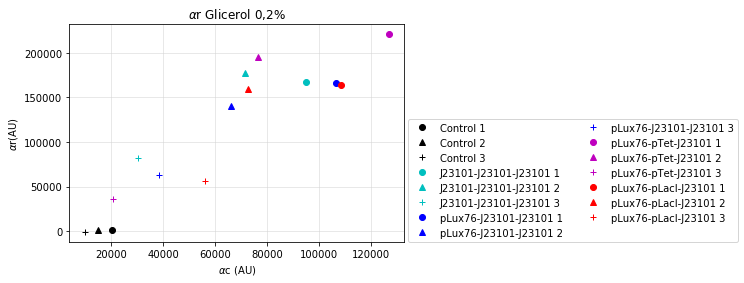 αr Glicerol 0,2%
200000
150000
100000
50000
0
αr(AU)
20000 40000 60000 80000 100000 120000
αc (AU)
Control 1
Control 2
Control 3
J23101-J23101-J23101 1
J23101-J23101-J23101 2
J23101-J23101-J23101 3
pLux76-J23101-J23101 1
pLux76-J23101-J23101 2
pLux76-J23101-J23101 3
pLux76-pTet-J23101 1
pLux76-pTet-J23101 2
pLux76-pTet-J23101 3
pLux76-pLacI-J23101 1
pLux76-pLacI-J23101 2
pLux76-pLacI-J23101 3